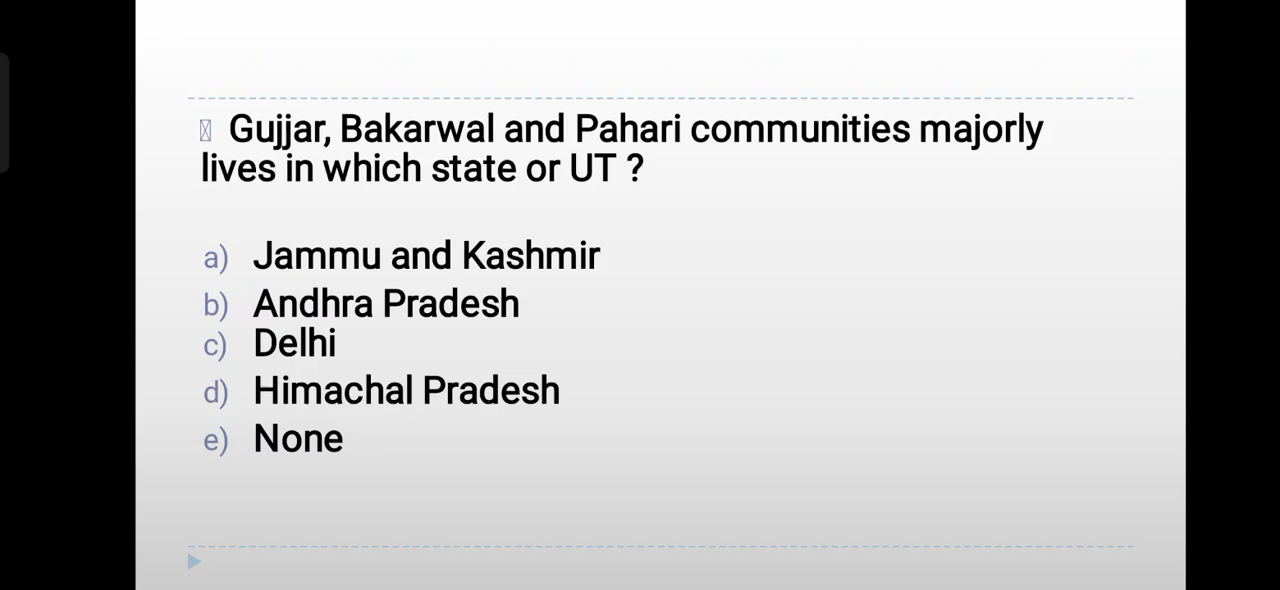 Gujjar, Bakarwal and Pahari communities majorly
lives in which state or UT ?
a) Jammu and Kashmir
b) Andhra Pradesh
c) Delhi
d) Himachal Pradesh
e) None